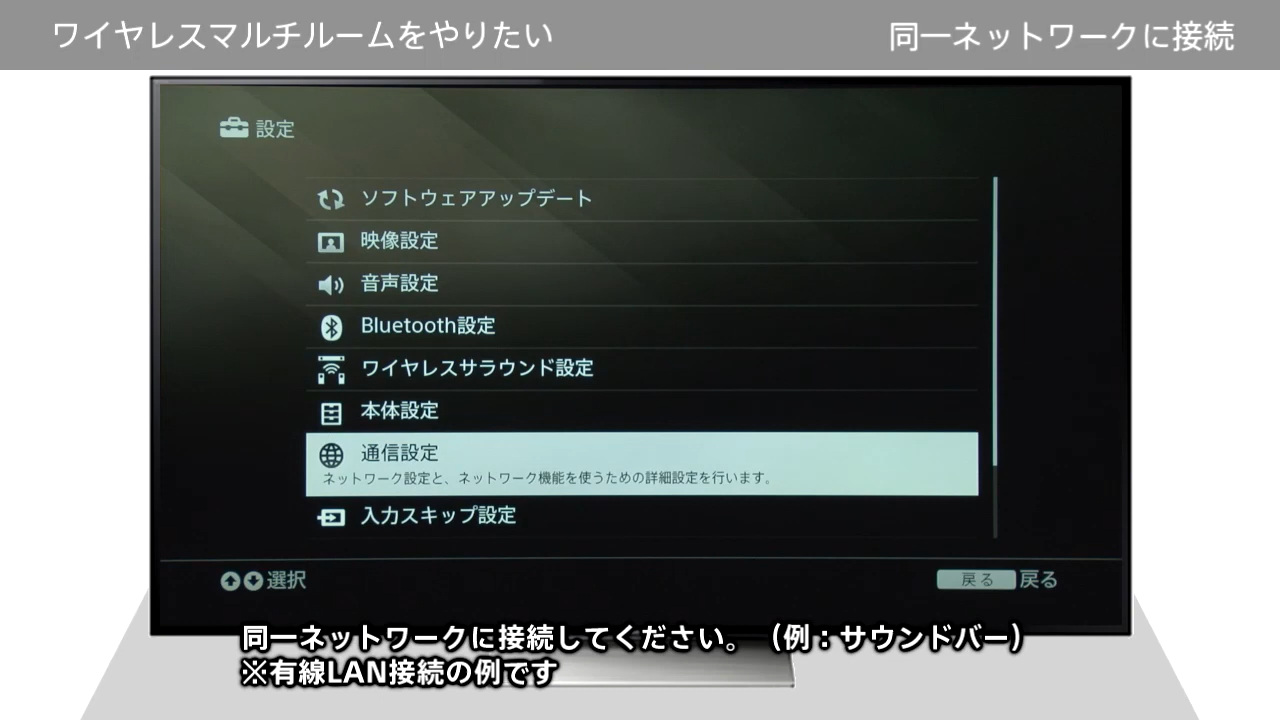 ワイヤレスマルチルームをやりたい
同一ネットワークに接続
設定
ソフトウェアアップデート
映像設定
音声設定
Bluetooth設定
ワイヤレスサラウンド設定
本体設定
通信設定
ネットワーク設定と、ネットワーク機能を使うための詳細設定を行います。
入力スキップ設定
選択
戻る 戻る
同一ネットワークに接続してください。（例：サウンドバー）
※有線LAN接続の例です